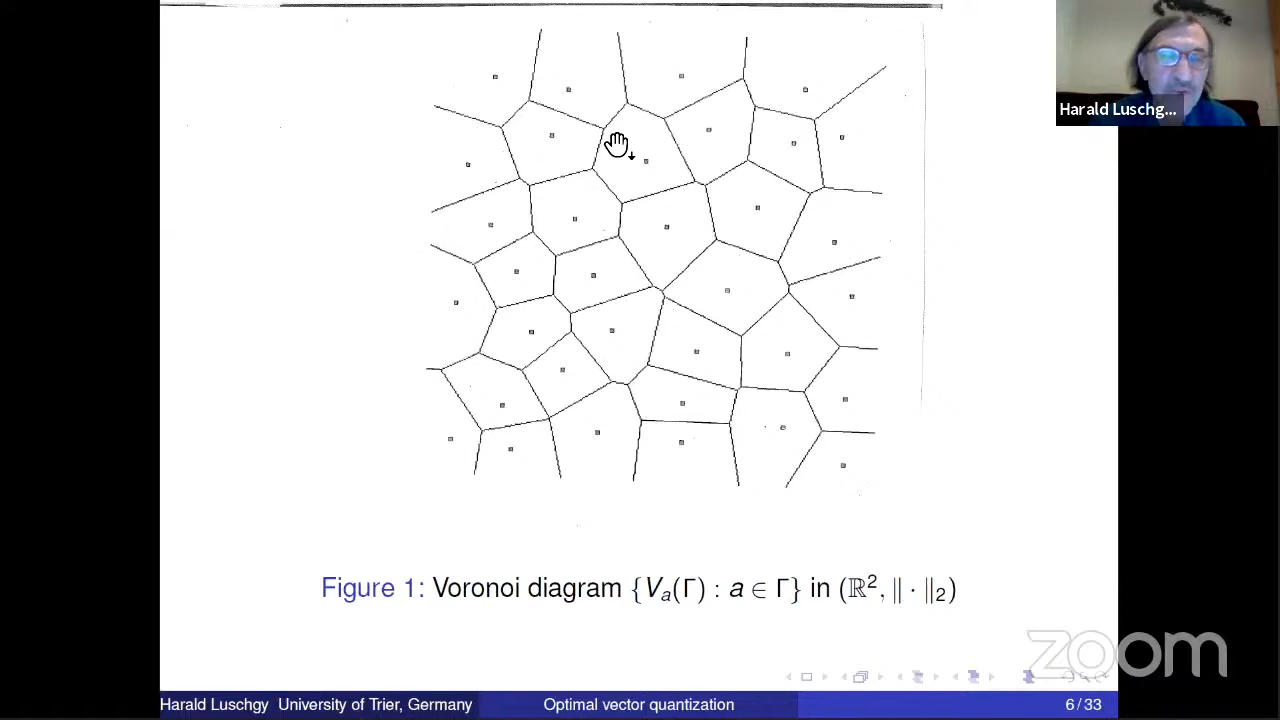 Harald Luschg...
Figure 1: Voronoi diagram {Vₐ(Γ) : a ∈ Γ} in (ℝ², ‖ · ‖₂)
zoom
Harald Luschgy University of Trier, Germany Optimal vector quantization 6 / 33